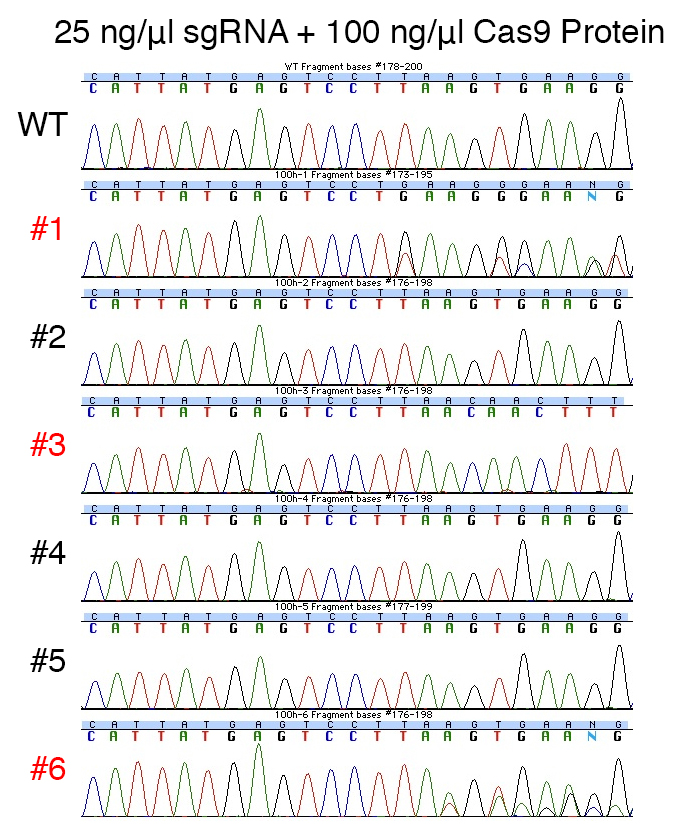 25 ng/µl sgRNA + 100 ng/µl Cas9 Protein
WT Fragment bases #178-200
C A T T A T G A G T C C T T A A G T G A A G G
C A T T A T G A G T C C T T A A G T G A A G G
WT
100h-1 Fragment bases #173-195
C A T T A T G A G T C C T G A A G G G A A N G
C A T T A T G A G T C C T G A A G G G A A N G
#1
100h-2 Fragment bases #176-198
C A T T A T G A G T C C T T A A G T G A A G G
C A T T A T G A G T C C T T A A G T G A A G G
#2
100h-3 Fragment bases #176-198
C A T T A T G A G T C C T T A A C A A C T T T
C A T T A T G A G T C C T T A A C A A C T T T
#3
100h-4 Fragment bases #176-198
C A T T A T G A G T C C T T A A G T G A A G G
C A T T A T G A G T C C T T A A G T G A A G G
#4
100h-5 Fragment bases #177-199
C A T T A T G A G T C C T T A A G T G A A G G
C A T T A T G A G T C C T T A A G T G A A G G
#5
100h-6 Fragment bases #176-198
C A T T A T G A G T C C T T A A G T G A A N G
C A T T A T G A G T C C T T A A G T G A A N G
#6